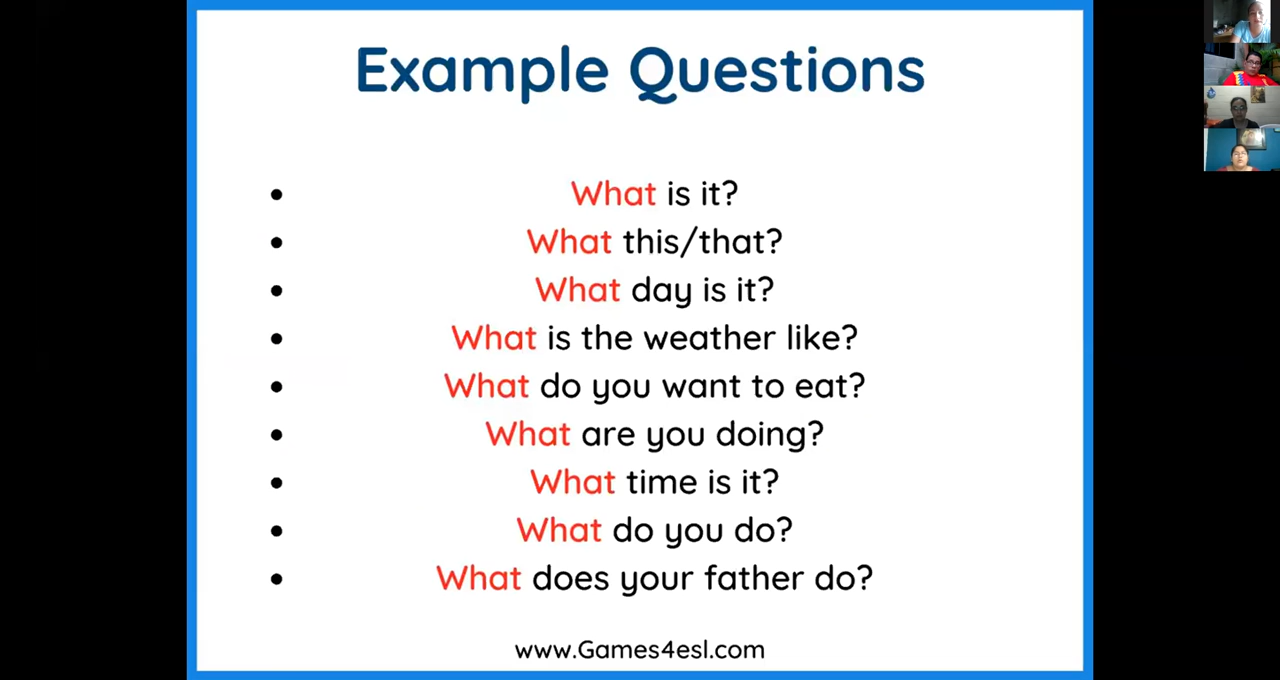 Example Questions
• What is it?
• What this/that?
• What day is it?
• What is the weather like?
• What do you want to eat?
• What are you doing?
• What time is it?
• What do you do?
• What does your father do?
www.Games4esl.com